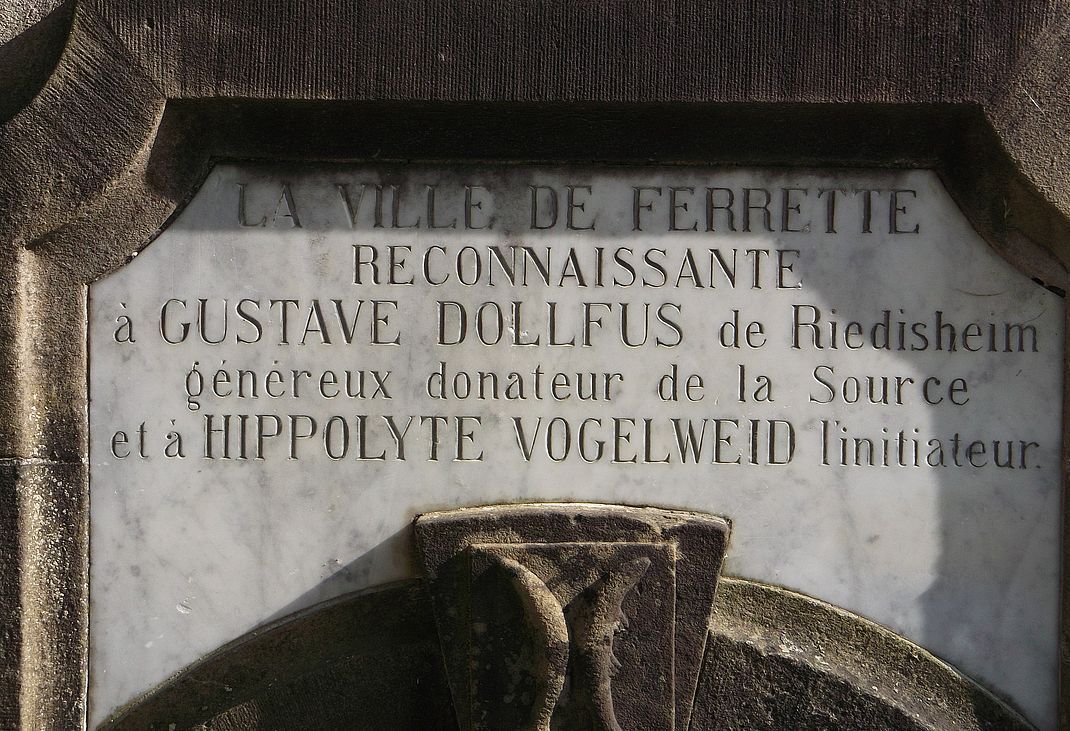 LA VILLE DE FERRETTE
RECONNAISSANTE
à GUSTAVE DOLLFUS de Riedisheim
généreux donateur de la Source
et à HIPPOLYTE VOGELWEID l'initiateur.